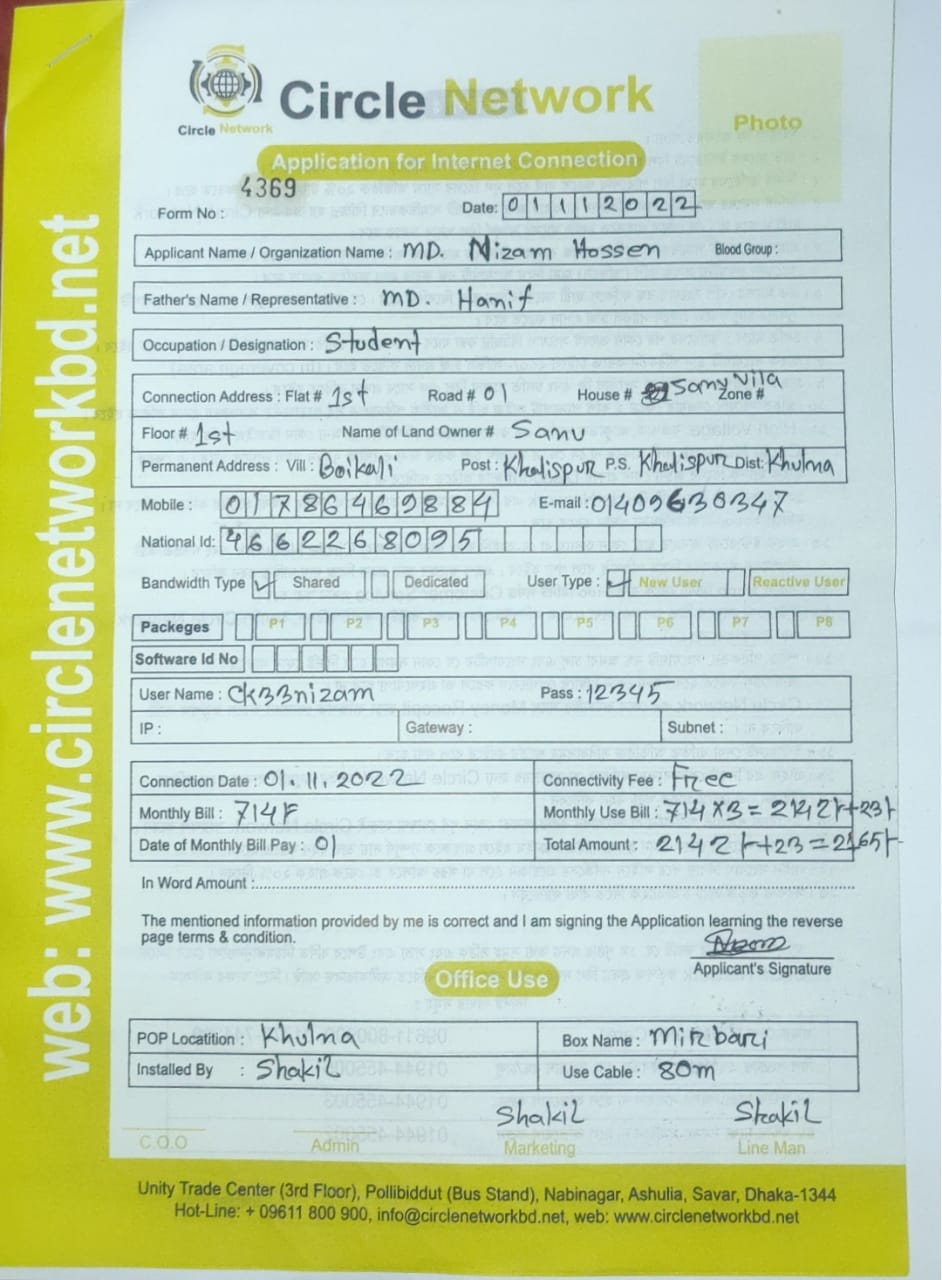 Circle Network
Circle Network
Photo
Application for Internet Connection
4369
Form No :
Date: 01112022
Applicant Name / Organization Name : MD. Nizam Hossen Blood Group :
Father's Name / Representative : MD. Hanif
Occupation / Designation : Student
Connection Address : Flat # 1st Road # 01 House # Sany Nila Zone #
Floor # 1st Name of Land Owner # Sanu
Permanent Address : Vill : Boikali Post : Khalispur P.S. Khalispur Dist: Khulna
Mobile : 01786469884 E-mail : 01409630347
National Id: 4662268095
Bandwidth Type ✓ Shared Dedicated User Type : ✓ New User Reactive User
Packeges P1 P2 P3 P4 P5 P6 P7 P8
Software Id No
User Name : Ck33nizam Pass : 12345
IP : Gateway : Subnet :
Connection Date : 01.11.2022 Connectivity Fee : Free
Monthly Bill : 714/- Monthly Use Bill : 714×3=2142/-+23/-
Date of Monthly Bill Pay : 01 Total Amount : 2142/-+23=2165/-
In Word Amount :
The mentioned information provided by me is correct and I am signing the Application learning the reverse
page terms & condition.
Applicant's Signature
Office Use
POP Locatition : Khulna Box Name : Mirbari
Installed By : Shakil Use Cable : 80m
Shakil Shakil
C.O.O Admin Marketing Line Man
Unity Trade Center (3rd Floor), Pollibiddut (Bus Stand), Nabinagar, Ashulia, Savar, Dhaka-1344
Hot-Line: + 09611 800 900, info@circlenetworkbd.net, web: www.circlenetworkbd.net
web: www.circlenetworkbd.net